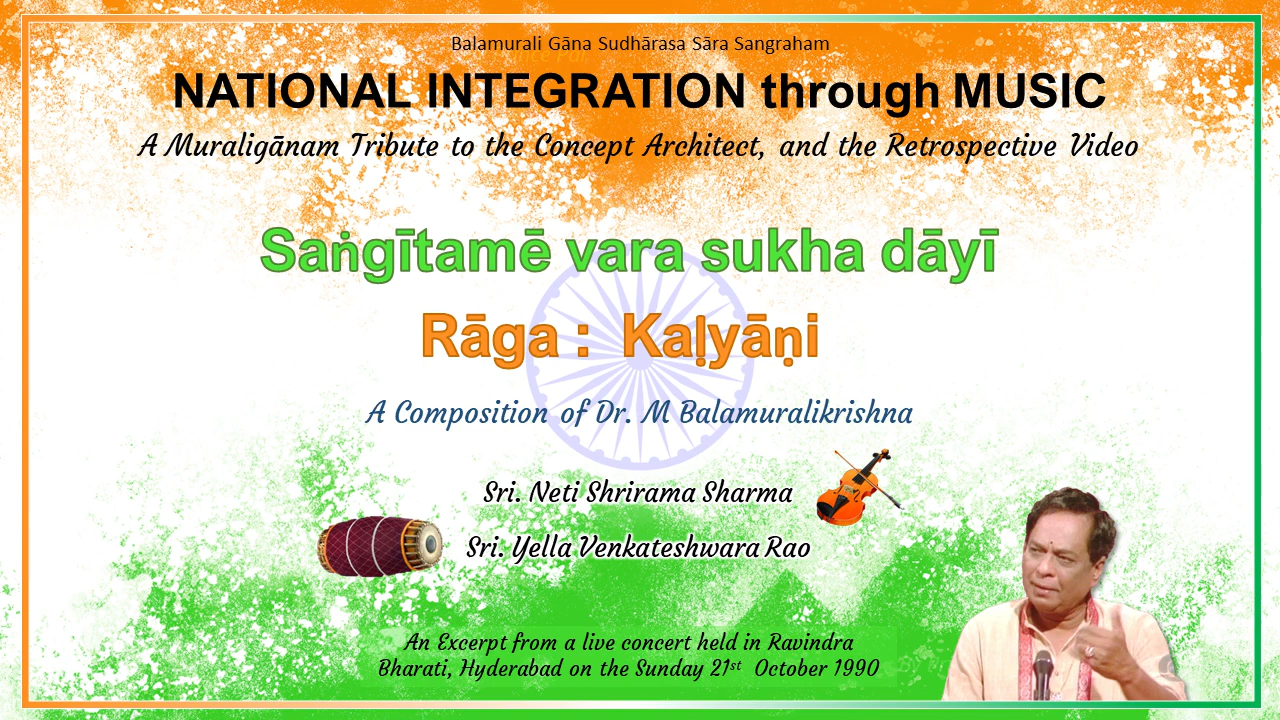 Balamurali Gāna Sudhārasa Sāra Sangraham
NATIONAL INTEGRATION through MUSIC
A Muraligānam Tribute to the Concept Architect, and the Retrospective Video
Saṅgītamē vara sukha dāyī
Rāga : Kaḷyāṇi
A Composition of Dr. M Balamuralikrishna
Sri. Neti Shrirama Sharma
Sri. Yella Venkateshwara Rao
An Excerpt from a live concert held in Ravindra
Bharati, Hyderabad on the Sunday 21st October 1990